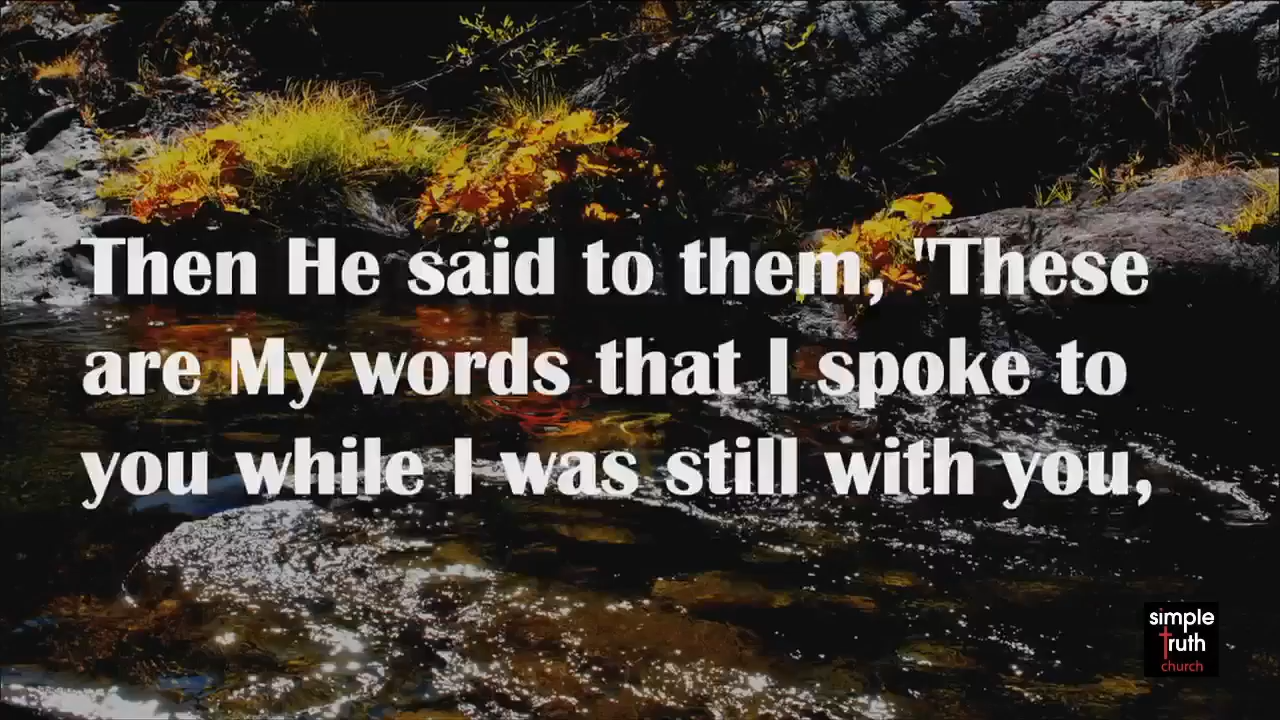 Then He said to them, "These
are My words that I spoke to
you while I was still with you,
simple
truth
church